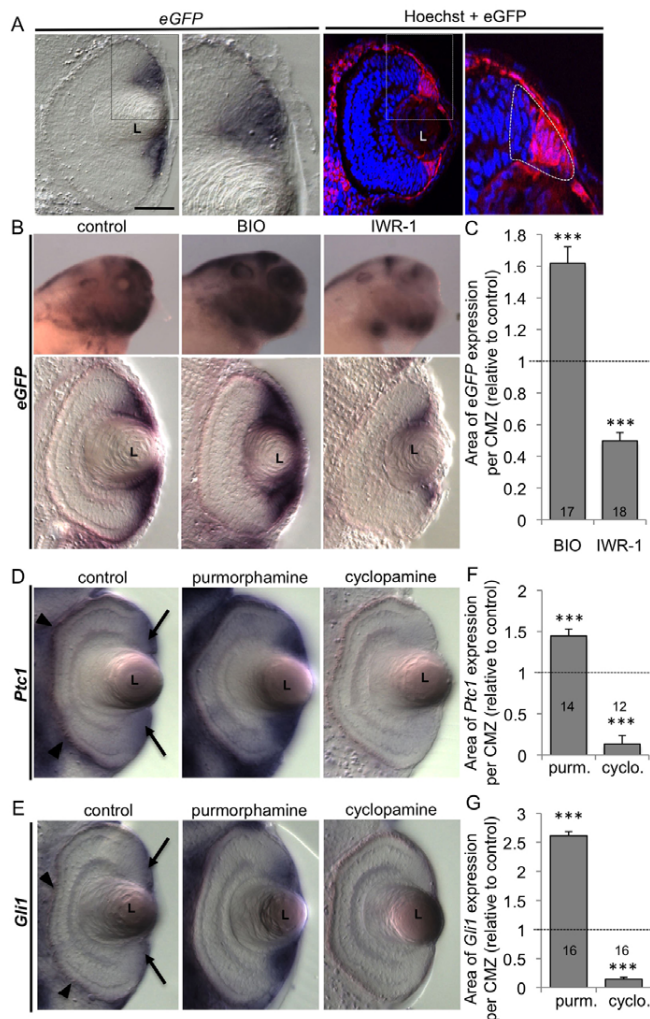 A
eGFP
Hoechst + eGFP
L
L
B
control
BIO
IWR-1
eGFP
L
L
L
C
Area of eGFP expression
per CMZ (relative to control)
1.8
1.6
1.4
1.2
1
0.8
0.6
0.4
0.2
0
***
***
17
18
BIO
IWR-1
D
control
purmorphamine
cyclopamine
Ptc1
L
L
L
F
Area of Ptc1 expression
per CMZ (relative to control)
2
1.5
1
0.5
0
***
14
12
***
purm.
cyclo.
E
control
purmorphamine
cyclopamine
Gli1
L
L
L
G
Area of Gli1 expression
per CMZ (relative to control)
3
2.5
2
1.5
1
0.5
0
***
16
16
***
purm.
cyclo.